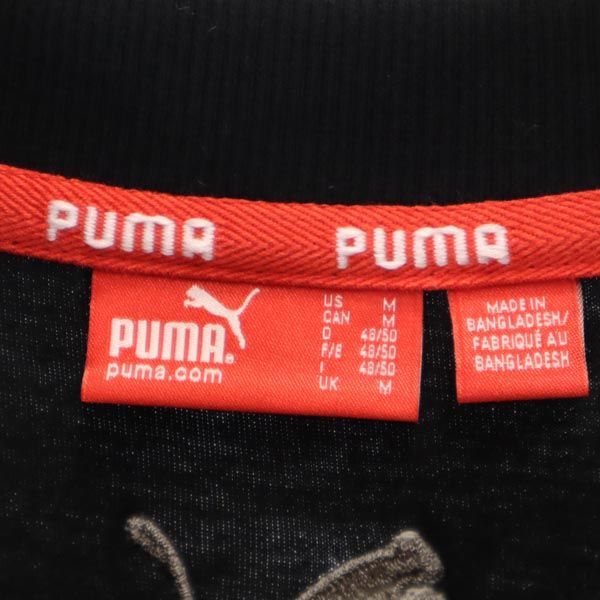 PUMA PUMA
PUMA®
puma.com
US M
CAN M
D 48/50
F/E 48/50
I 48/50
UK M
MADE IN
BANGLADESH/
FABRIQUÉ AU
BANGLADESH